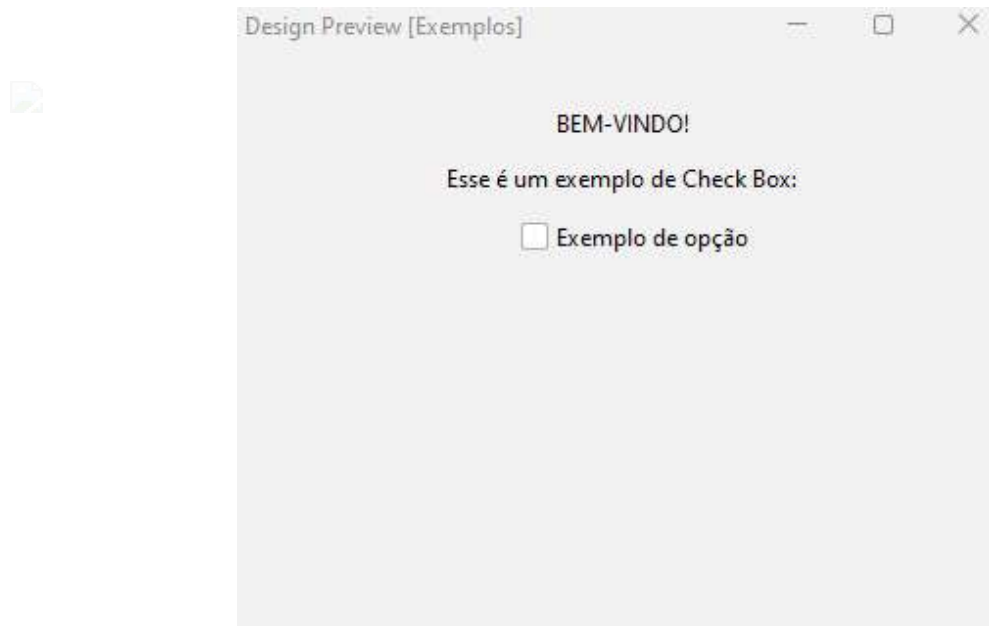 Design Preview [Exemplos]
BEM-VINDO!
Esse é um exemplo de Check Box:
Exemplo de opção